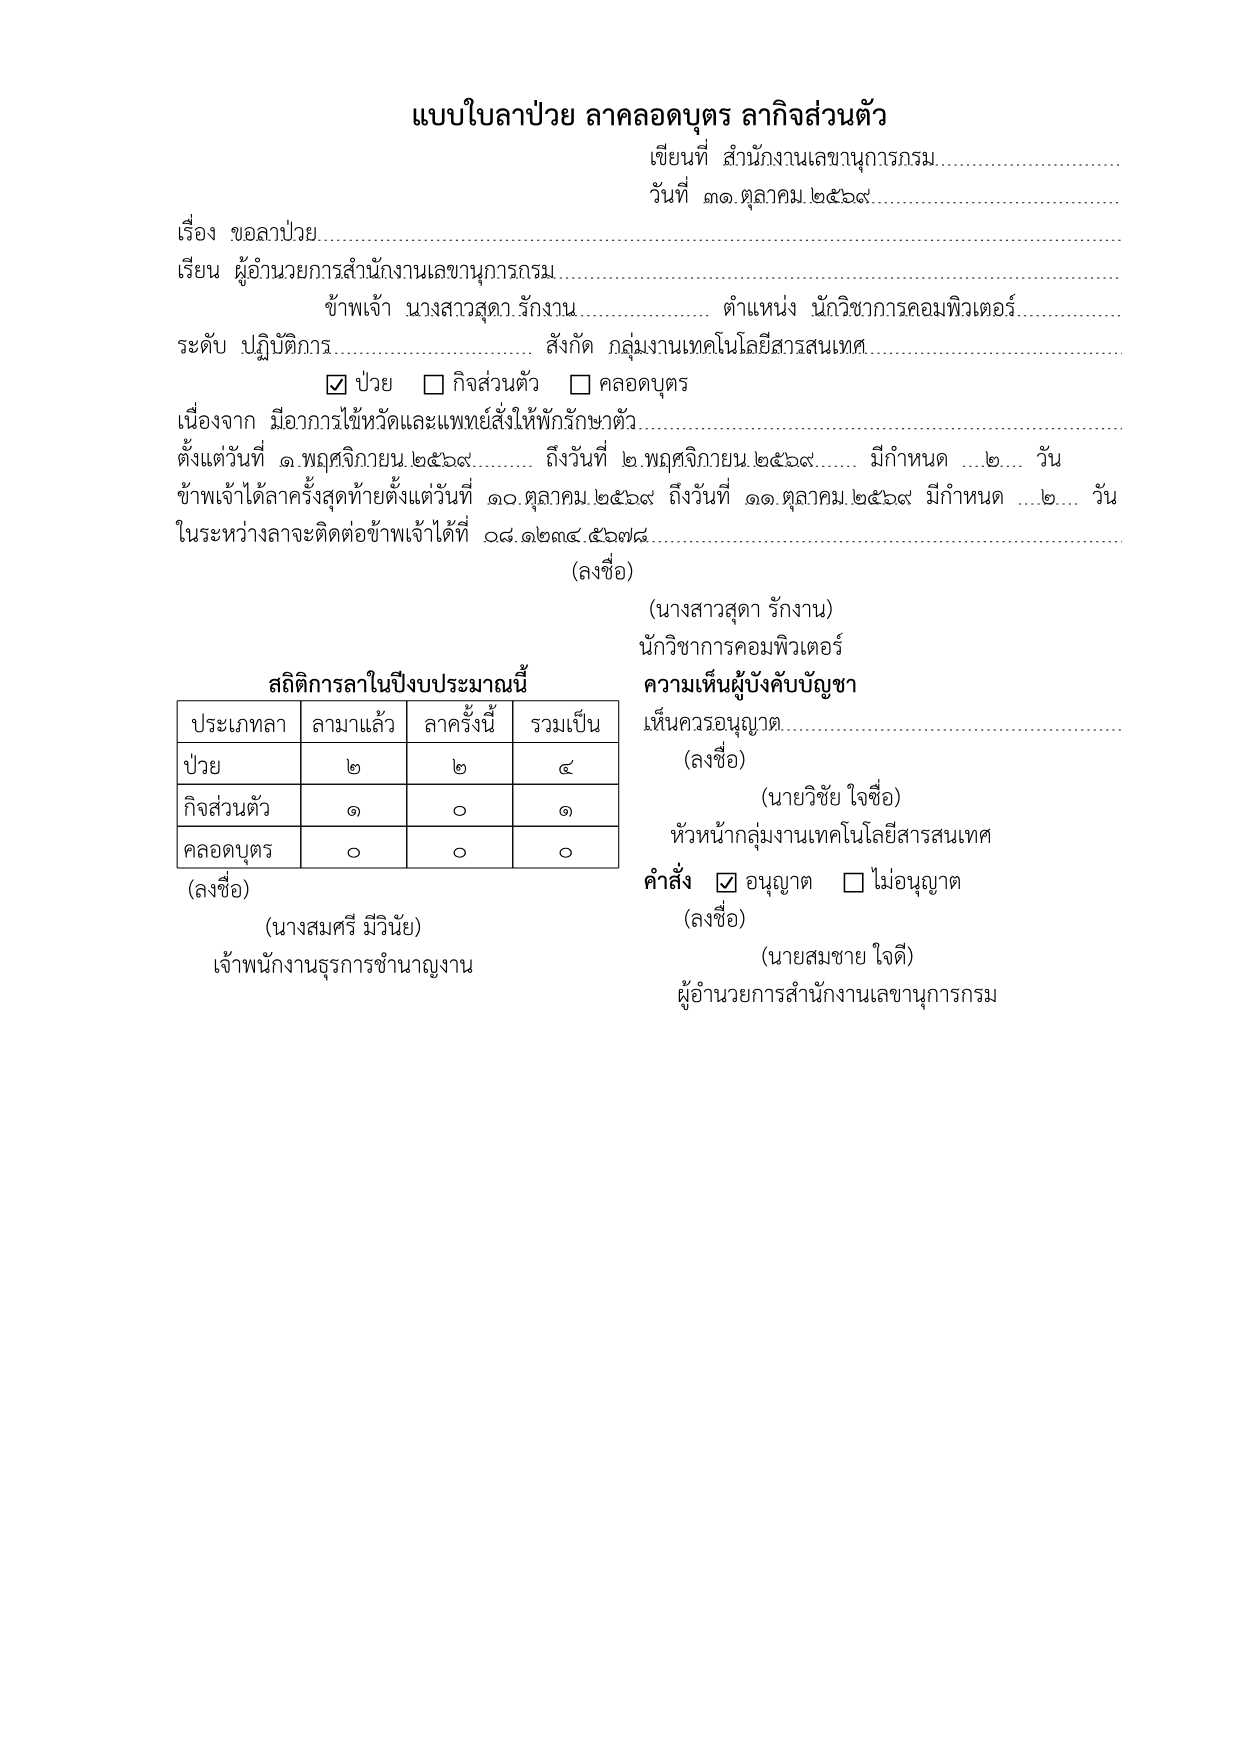 แบบใบลาป่วย ลาคลอดบุตร ลากิจส่วนตัว
เขียนที่ สำนักงานเลขานุการกรม
วันที่ ๓๑ ตุลาคม ๒๕๖๙
เรื่อง ขอลาป่วย
เรียน ผู้อำนวยการสำนักงานเลขานุการกรม
ข้าพเจ้า นางสาวสุดา รักงาน ตำแหน่ง นักวิชาการคอมพิวเตอร์
ระดับ ปฏิบัติการ สังกัด กลุ่มงานเทคโนโลยีสารสนเทศ
☑ ป่วย ☐ กิจส่วนตัว ☐ คลอดบุตร
เนื่องจาก มีอาการไข้หวัดและแพทย์สั่งให้พักรักษาตัว
ตั้งแต่วันที่ ๑ พฤศจิกายน ๒๕๖๙ ถึงวันที่ ๒ พฤศจิกายน ๒๕๖๙ มีกำหนด ๒ วัน
ข้าพเจ้าได้ลาครั้งสุดท้ายตั้งแต่วันที่ ๑๐ ตุลาคม ๒๕๖๙ ถึงวันที่ ๑๑ ตุลาคม ๒๕๖๙ มีกำหนด ๒ วัน
ในระหว่างลาจะติดต่อข้าพเจ้าได้ที่ ๐๘ ๑๒๓๔ ๕๖๗๘
(ลงชื่อ)
(นางสาวสุดา รักงาน)
นักวิชาการคอมพิวเตอร์
สถิติการลาในปีงบประมาณนี้
ประเภทลา ลามาแล้ว ลาครั้งนี้ รวมเป็น
ป่วย ๒ ๒ ๔
กิจส่วนตัว ๑ ๐ ๑
คลอดบุตร ๐ ๐ ๐
(ลงชื่อ)
(นางสมศรี มีวินัย)
เจ้าพนักงานธุรการชำนาญงาน
ความเห็นผู้บังคับบัญชา
เห็นควรอนุญาต
(ลงชื่อ)
(นายวิชัย ใจซื่อ)
หัวหน้ากลุ่มงานเทคโนโลยีสารสนเทศ
คำสั่ง ☑ อนุญาต ☐ ไม่อนุญาต
(ลงชื่อ)
(นายสมชาย ใจดี)
ผู้อำนวยการสำนักงานเลขานุการกรม